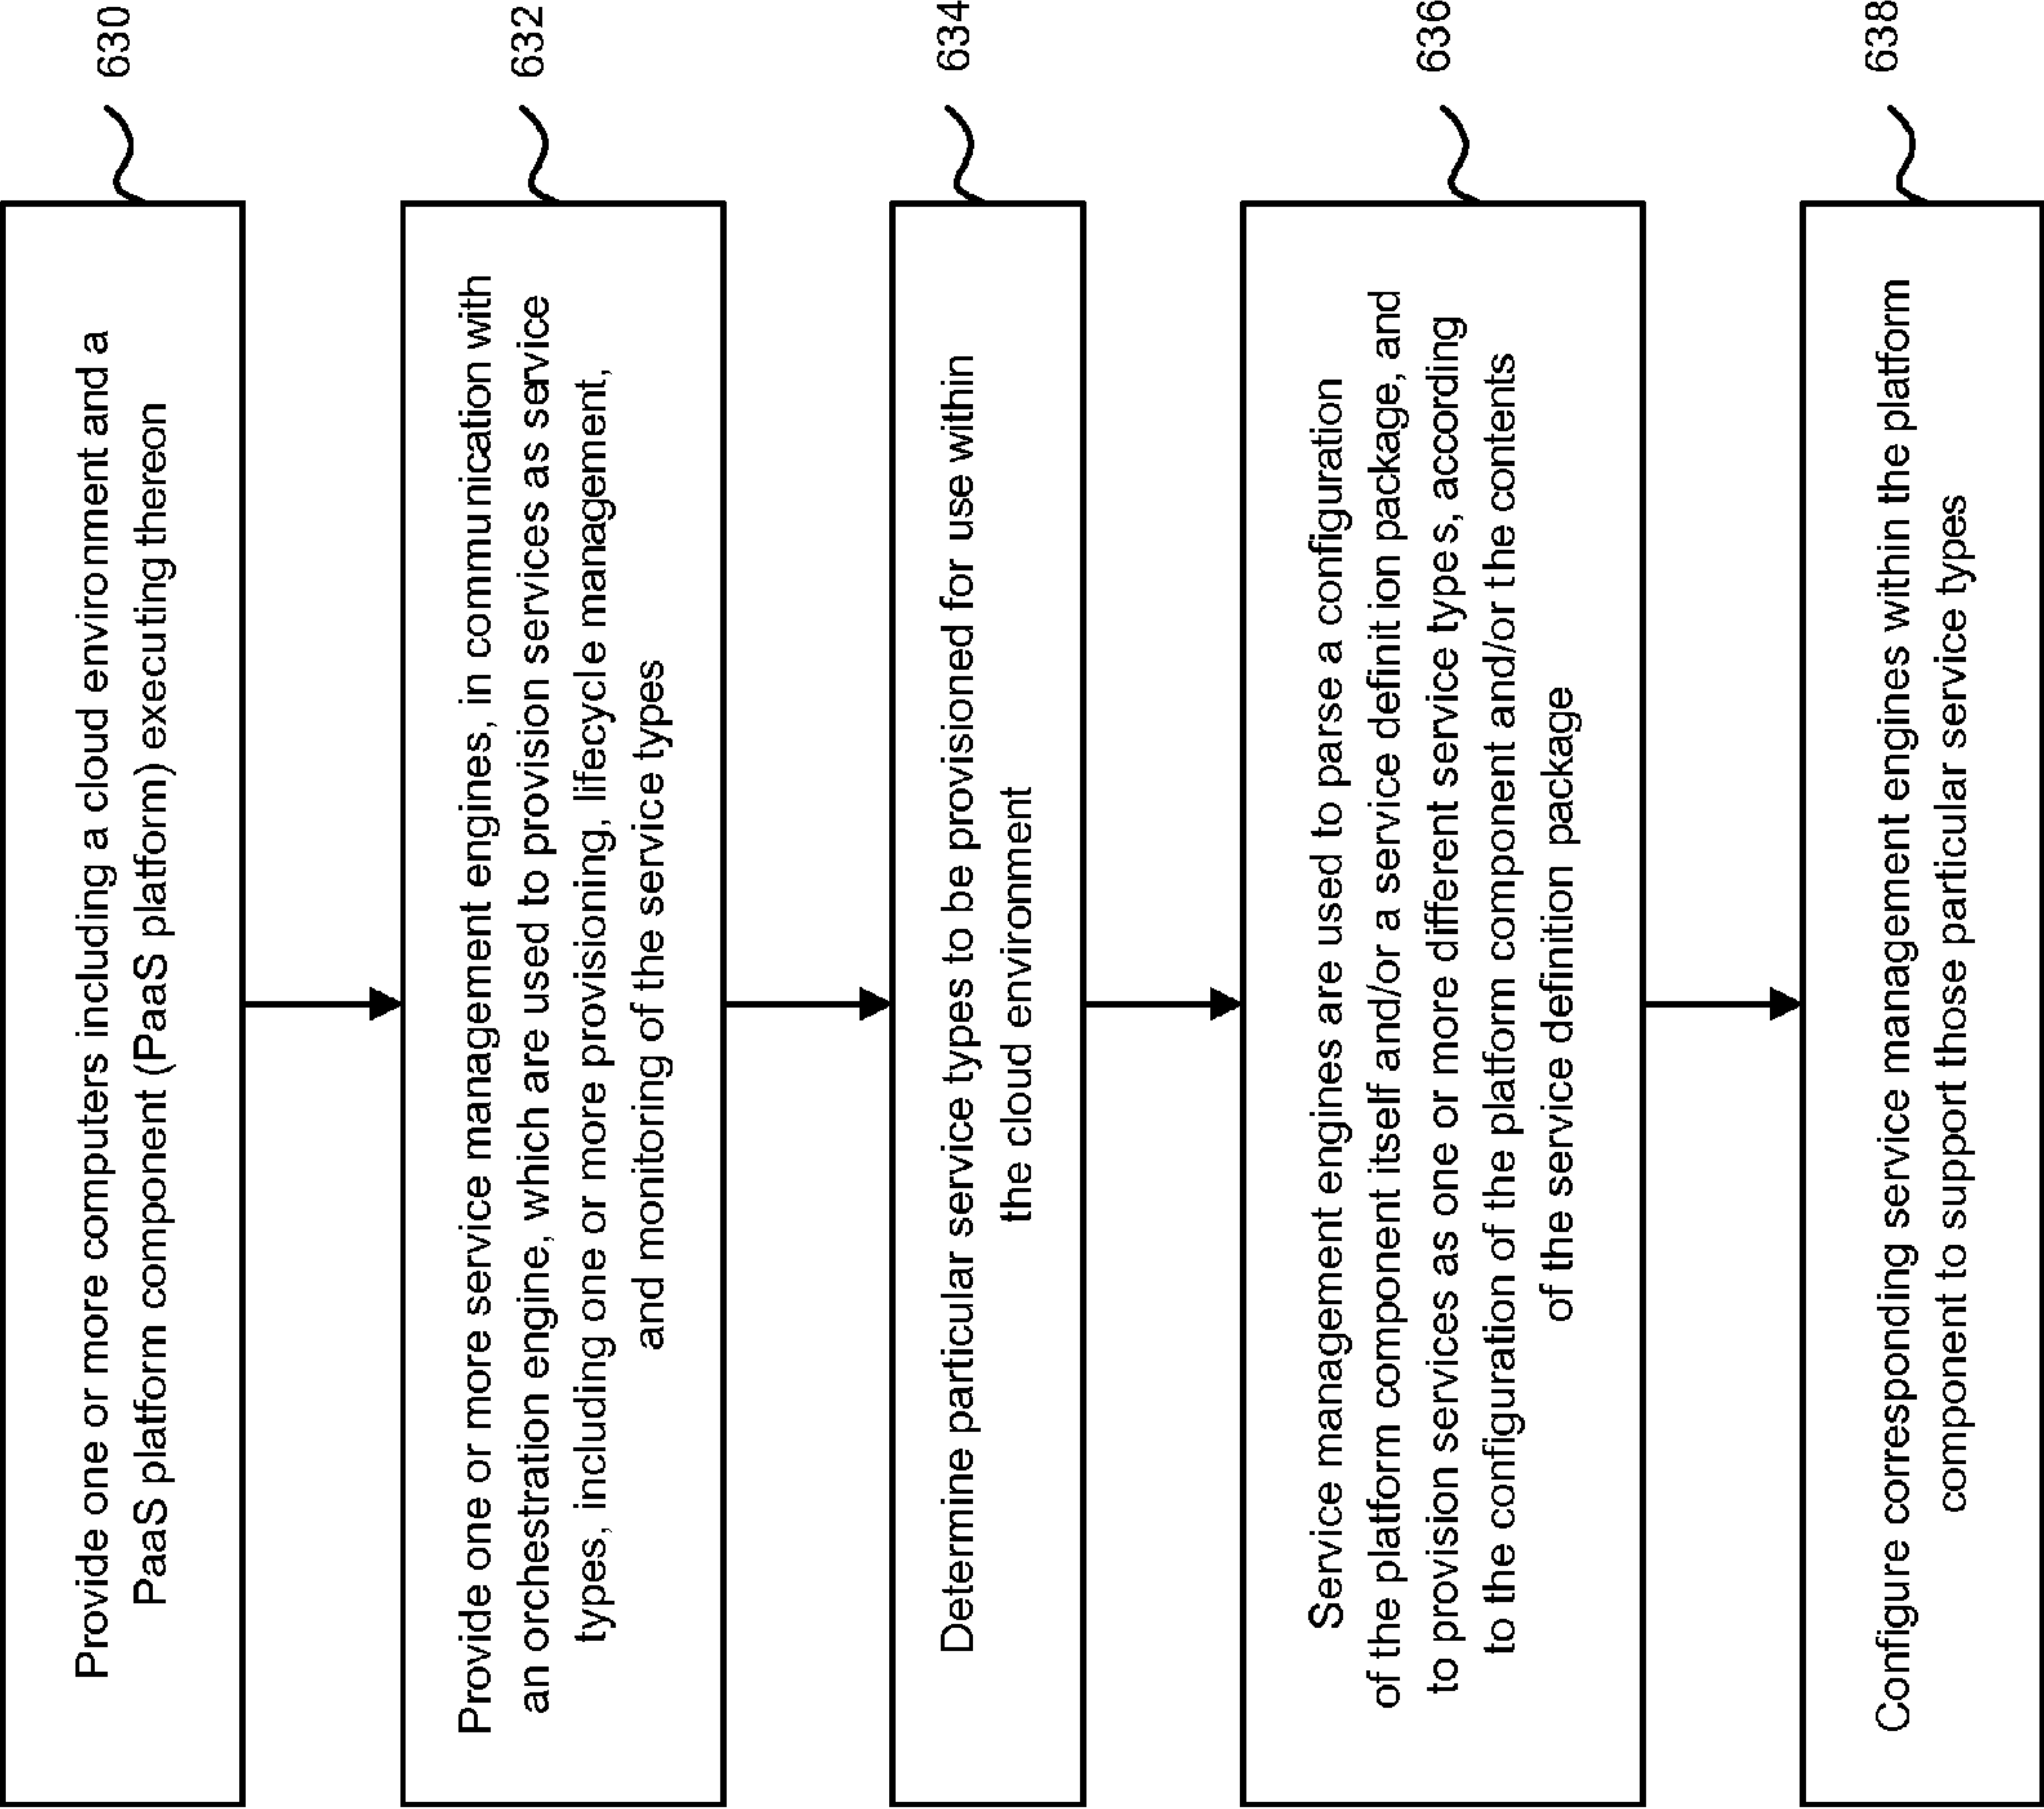 Provide one or more computers including a cloud environment and a
PaaS platform component (PaaS platform) executing thereon
630
Provide one or more service management engines, in communication with
an orchestration engine, which are used to provision services as service
types, including one or more provisioning, lifecycle management,
and monitoring of the service types
632
Determine particular service types to be provisioned for use within
the cloud environment
634
Service management engines are used to parse a configuration
of the platform component itself and/or a service definition package, and
to provision services as one or more different service types, according
to the configuration of the platform component and/or the contents
of the service definition package
636
Configure corresponding service management engines within the platform
component to support those particular service types
638